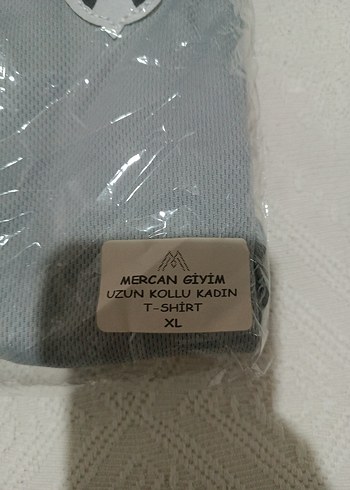 MERCAN GİYİM
UZUN KOLLU KADIN
T-SHİRT
XL